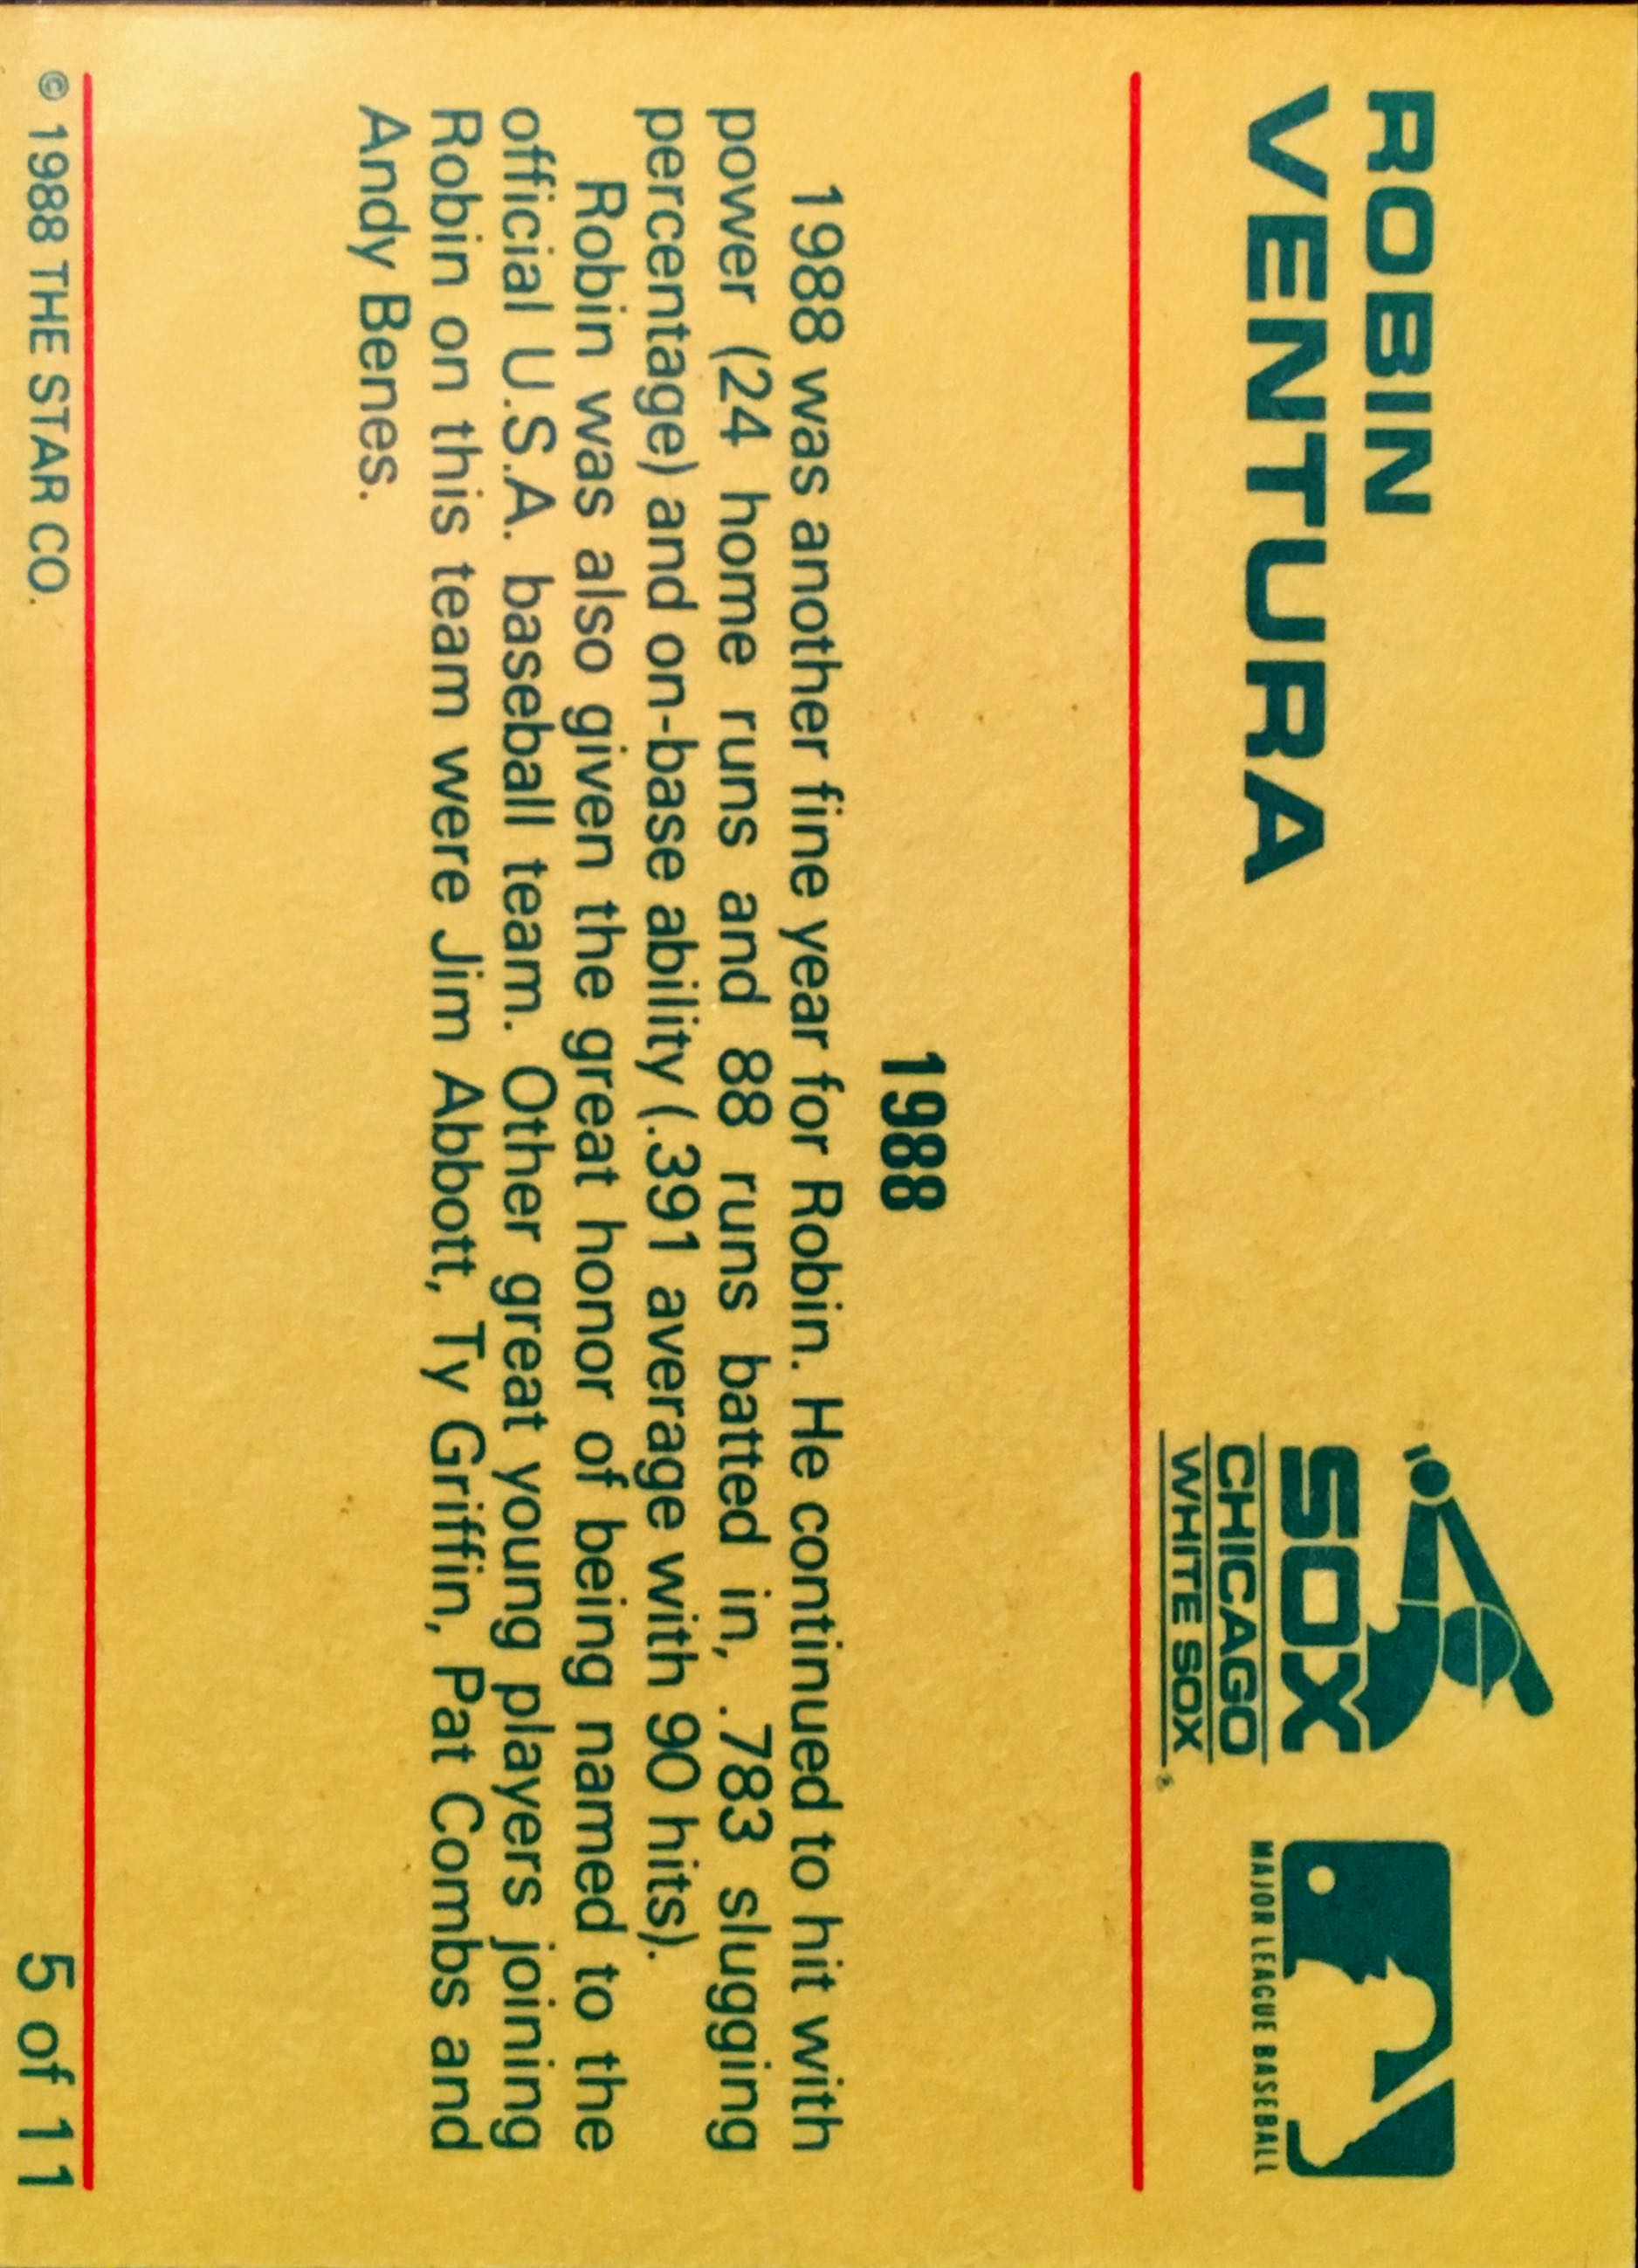 ROBIN
VENTURA
SOX
CHICAGO
WHITE SOX
®
MAJOR LEAGUE BASEBALL
1988
1988 was another fine year for Robin. He continued to hit with
power (24 home runs and 88 runs batted in, .783 slugging
percentage) and on-base ability (.391 average with 90 hits).
Robin was also given the great honor of being named to the
official U.S.A. baseball team. Other great young players joining
Robin on this team were Jim Abbott, Ty Griffin, Pat Combs and
Andy Benes.
© 1988 THE STAR CO.
5 of 11